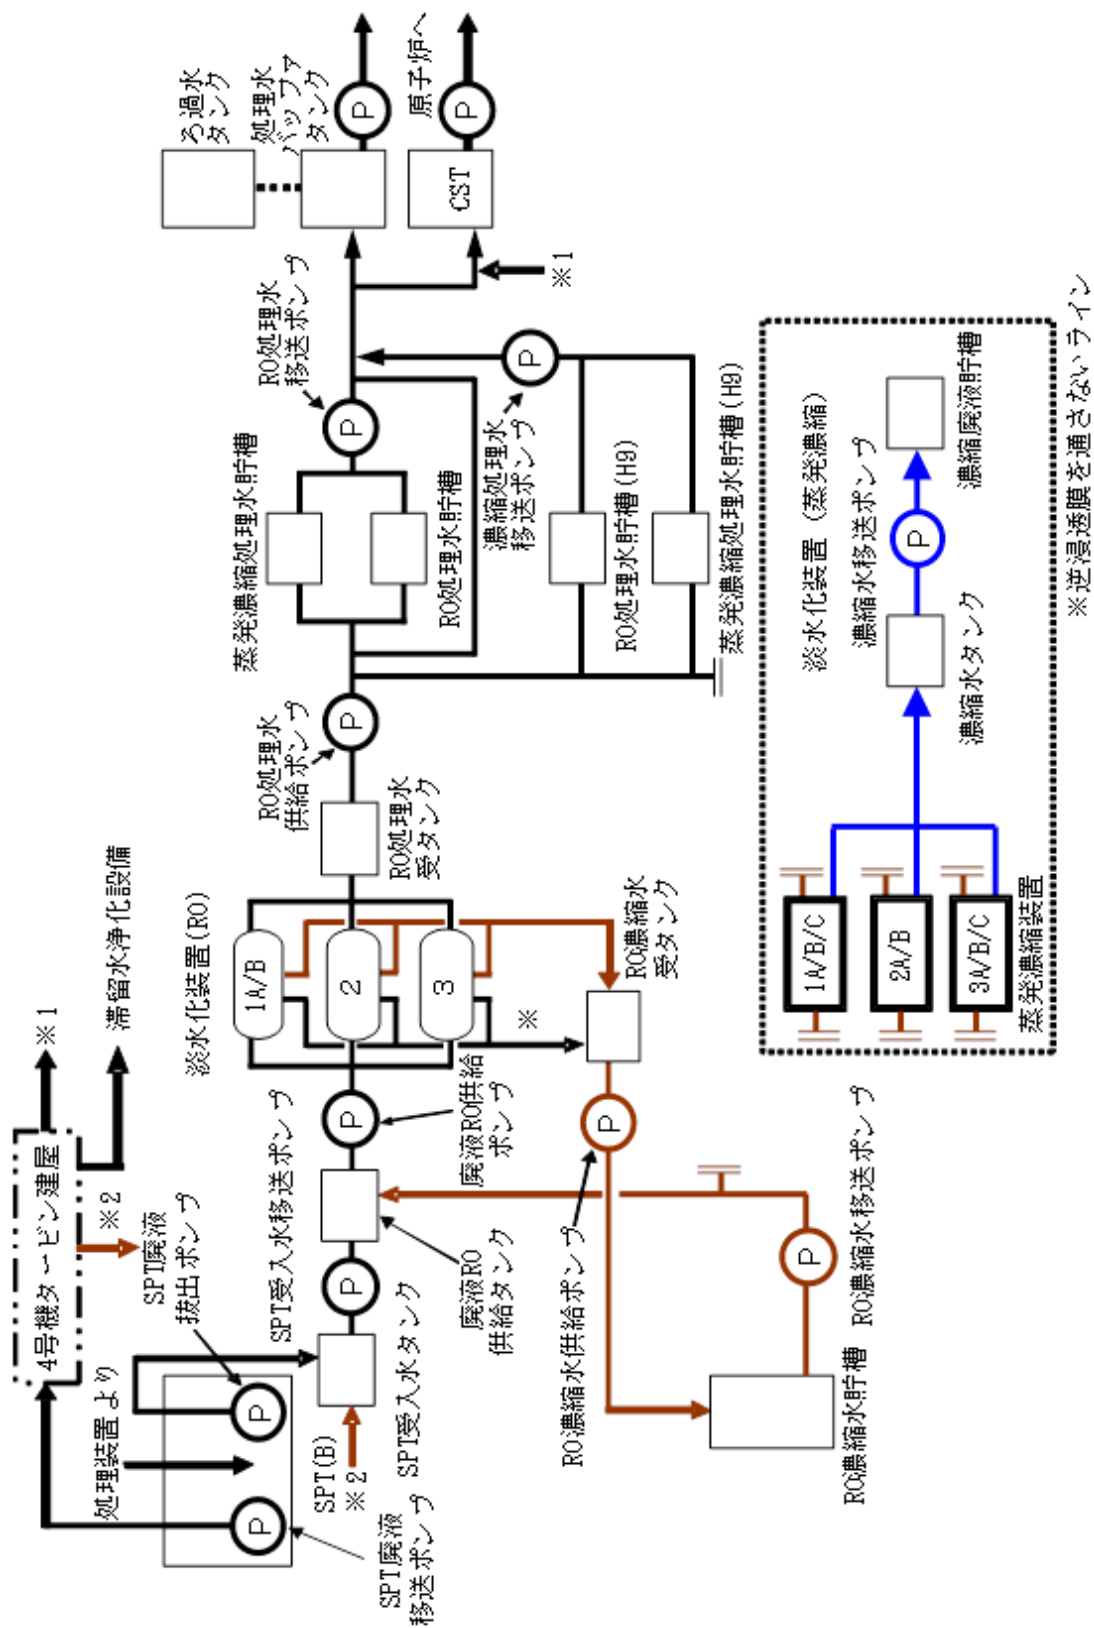 4号機タービン建屋
※1
滞留水浄化設備
※2
処理装置より
SPT廃液
抜出ポンプ
P
P
SPT廃液
移送ポンプ
SPT(B)
※2
SPT受入水タンク
SPT受入水移送ポンプ
P
廃液RO
供給タンク
P
廃液RO供給
ポンプ
淡水化装置(RO)
1A/B
2
3
※
RO濃縮水
受タンク
P
RO濃縮水供給ポンプ
RO濃縮水貯槽
P
RO濃縮水移送ポンプ
RO処理水
受タンク
RO処理水
供給ポンプ
P
蒸発濃縮処理水貯槽
RO処理水貯槽
RO処理水
移送ポンプ
P
濃縮処理水
移送ポンプ
P
RO処理水貯槽(H9)
蒸発濃縮処理水貯槽(H9)
ろ過水
タンク
処理水
バッファ
タンク
P
原子炉へ
CST
P
※1
淡水化装置 (蒸発濃縮)
1A/B/C
2A/B
3A/B/C
蒸発濃縮装置
濃縮水タンク
濃縮水移送ポンプ
P
濃縮廃液貯槽
※逆浸透膜を通さないライン